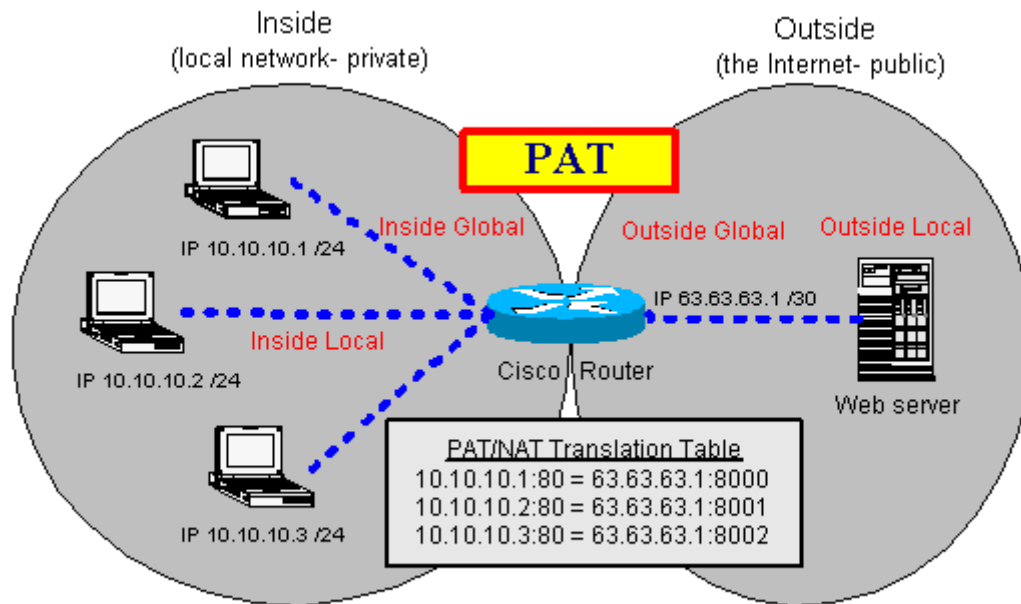 Inside
(local network- private)
Outside
(the Internet- public)
PAT
Inside Global
Outside Global
Outside Local
IP 10.10.10.1 /24
IP 63.63.63.1 /30
Inside Local
IP 10.10.10.2 /24
Cisco Router
Web server
PAT/NAT Translation Table
10.10.10.1:80 = 63.63.63.1:8000
10.10.10.2:80 = 63.63.63.1:8001
10.10.10.3:80 = 63.63.63.1:8002
IP 10.10.10.3 /24